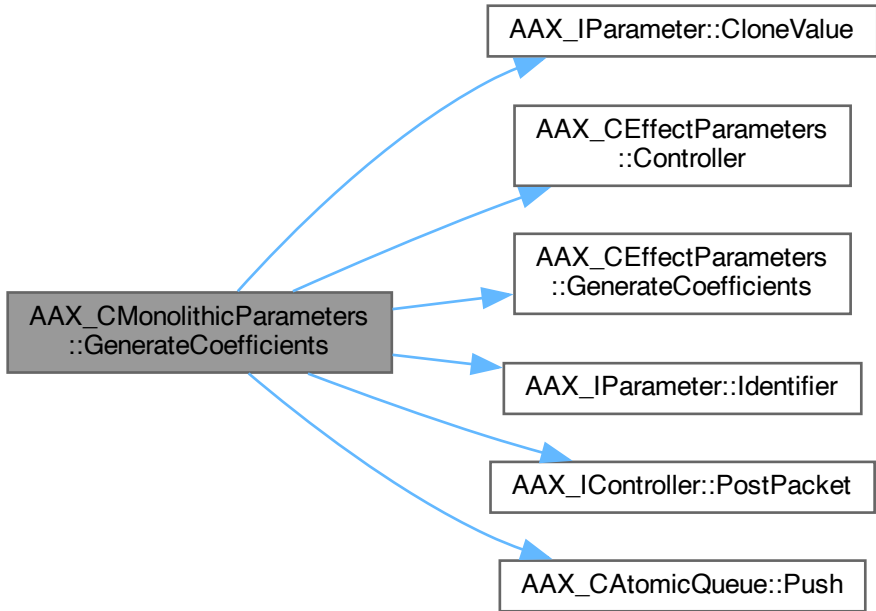 AAX_IParameter::CloneValue
AAX_CEffectParameters
::Controller
AAX_CEffectParameters
::GenerateCoefficients
AAX_CMonolithicParameters
::GenerateCoefficients
AAX_IParameter::Identifier
AAX_IController::PostPacket
AAX_CAtomicQueue::Push